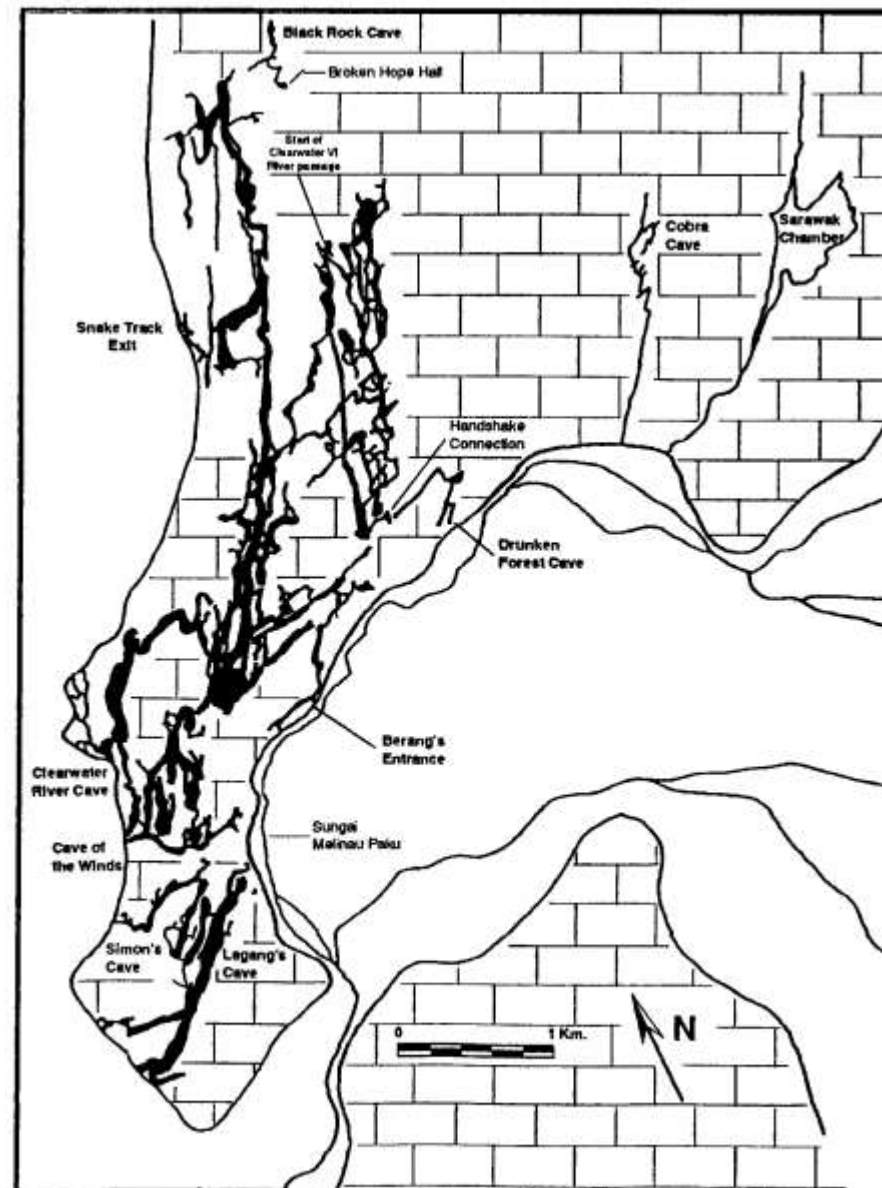 Black Rock Cave
Broken Hope Hall
Start of
Clearwater VI
River passage
Cobra
Cave
Sarawak
Chamber
Snake Track
Exit
Handshake
Connection
Drunken
Forest Cave
Berang's
Entrance
Clearwater
River Cave
Sungai
Melinau Paku
Cave of
the Winds
Simon's
Cave
Lagang's
Cave
0 1 Km.
N